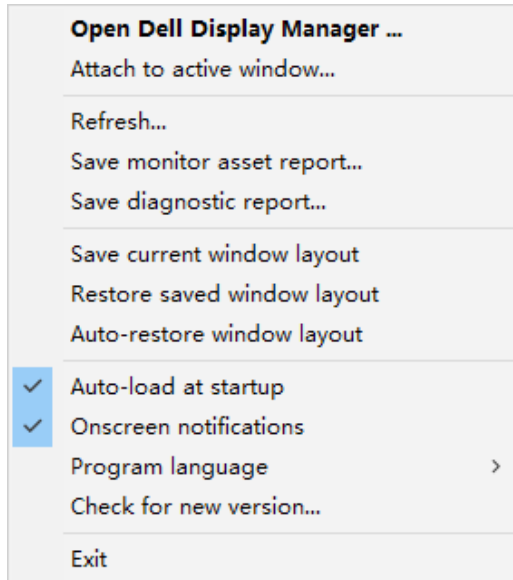 Open Dell Display Manager ...
Attach to active window...
Refresh...
Save monitor asset report...
Save diagnostic report...
Save current window layout
Restore saved window layout
Auto-restore window layout
Auto-load at startup
Onscreen notifications
Program language
Check for new version...
Exit